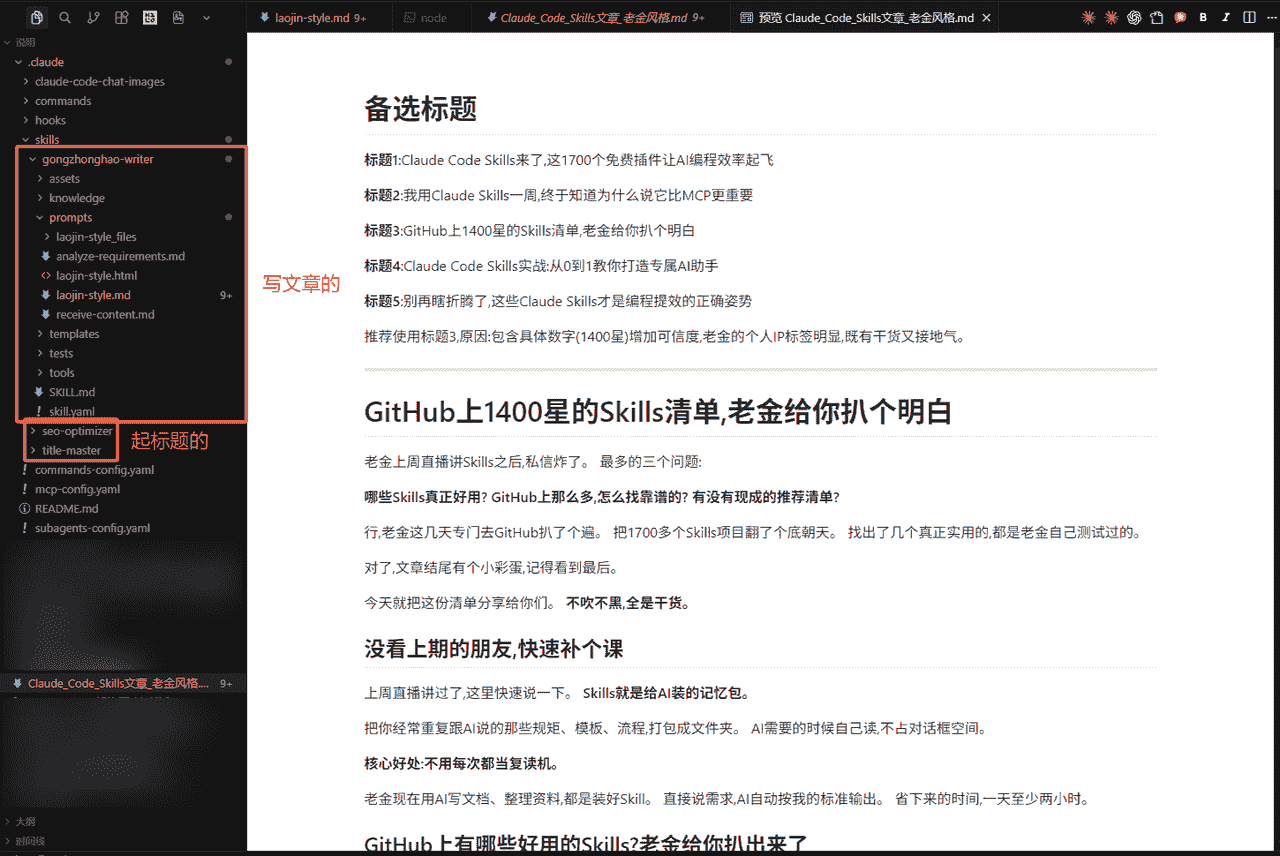 laojin-style.md 9+
node
Claude_Code_Skills文章_老金风格.md 9+
预览 Claude_Code_Skills文章_老金风格.md
B
I
说明
.claude
claude-code-chat-images
commands
hooks
skills
gongzhonghao-writer
assets
knowledge
prompts
laojin-style_files
analyze-requirements.md
laojin-style.html
laojin-style.md 9+
receive-content.md
templates
tests
tools
SKILL.md
skill.yaml
seo-optimizer
title-master
commands-config.yaml
mcp-config.yaml
README.md
subagents-config.yaml
Claude_Code_Skills文章_老金风格.... 9+
大纲
时间线
写文章的
起标题的
备选标题
标题1:Claude Code Skills来了,这1700个免费插件让AI编程效率起飞
标题2:我用Claude Skills一周,终于知道为什么说它比MCP更重要
标题3:GitHub上1400星的Skills清单,老金给你扒个明白
标题4:Claude Code Skills实战:从0到1教你打造专属AI助手
标题5:别再瞎折腾了,这些Claude Skills才是编程提效的正确姿势
推荐使用标题3,原因:包含具体数字(1400星)增加可信度,老金的个人IP标签明显,既有干货又接地气。
GitHub上1400星的Skills清单,老金给你扒个明白
老金上周直播讲Skills之后,私信炸了。 最多的三个问题:
哪些Skills真正好用? GitHub上那么多,怎么找靠谱的? 有没有现成的推荐清单?
行,老金这几天专门去GitHub扒了个遍。 把1700多个Skills项目翻了个底朝天。 找出了几个真正实用的,都是老金自己测试过的。
对了,文章结尾有个小彩蛋,记得看到最后。
今天就把这份清单分享给你们。 不吹不黑,全是干货。
没看上期的朋友,快速补个课
上周直播讲过了,这里快速说一下。 Skills就是给AI装的记忆包。
把你经常重复跟AI说的那些规矩、模板、流程,打包成文件夹。 AI需要的时候自己读,不占对话框空间。
核心好处:不用每次都当复读机。
老金现在用AI写文档、整理资料,都是装好Skill。 直接说需求,AI自动按我的标准输出。 省下来的时间,一天至少两小时。
GitHub上有哪些好用的Skills?老金给你扒出来了